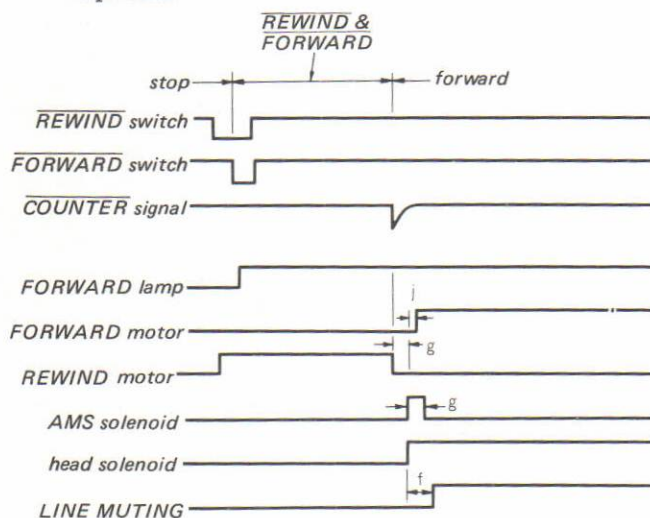 REWIND &
FORWARD
stop
forward
REWIND switch
FORWARD switch
COUNTER signal
FORWARD lamp
j
FORWARD motor
g
REWIND motor
AMS solenoid
g
head solenoid
f
LINE MUTING